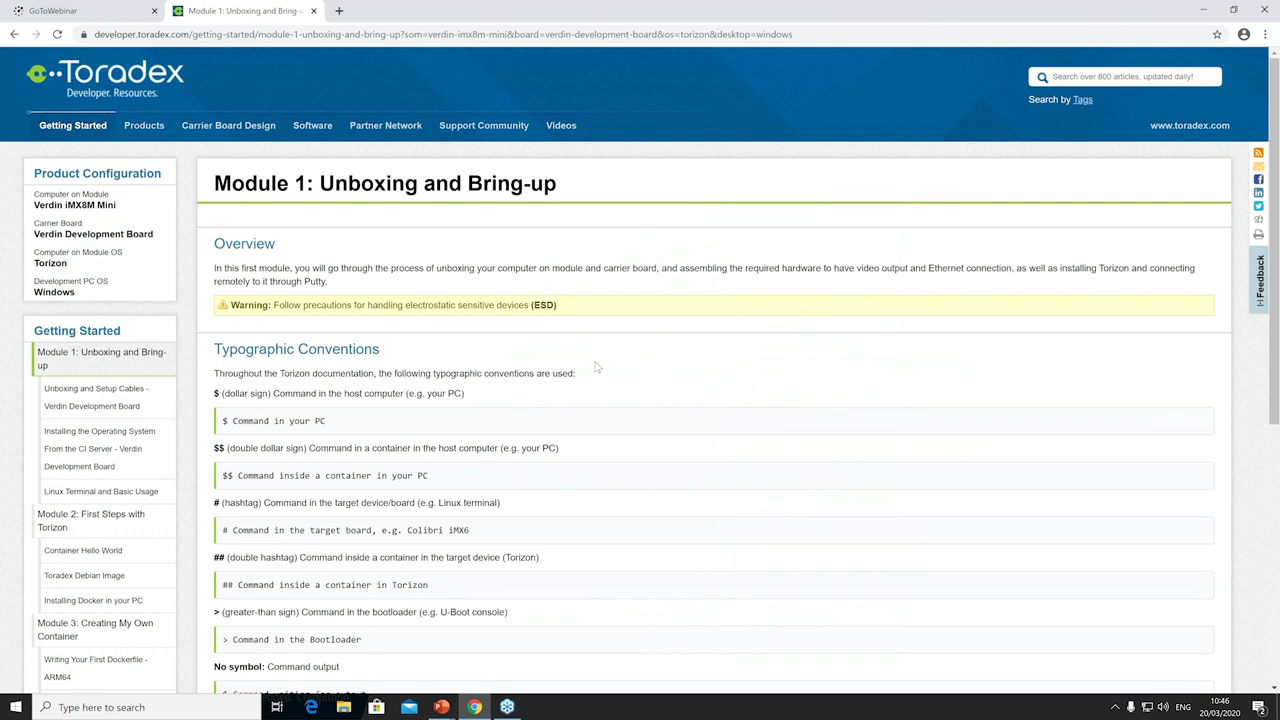 GoToWebinar
Module 1: Unboxing and Bring-u
developer.toradex.com/getting-started/module-1-unboxing-and-bring-up?som=verdin-imx8m-mini&board=verdin-development-board&os=torizon&desktop=windows
Toradex
Developer. Resources.
Search over 800 articles, updated daily!
Search by Tags
Getting Started
Products
Carrier Board Design
Software
Partner Network
Support Community
Videos
www.toradex.com
Product Configuration
Computer on Module
Verdin iMX8M Mini
Carrier Board
Verdin Development Board
Computer on Module OS
Torizon
Development PC OS
Windows
Getting Started
Module 1: Unboxing and Bring-
up
Unboxing and Setup Cables -
Verdin Development Board
Installing the Operating System
From the CI Server - Verdin
Development Board
Linux Terminal and Basic Usage
Module 2: First Steps with
Torizon
Container Hello World
Toradex Debian Image
Installing Docker in your PC
Module 3: Creating My Own
Container
Writing Your First Dockerfile -
ARM64
Module 1: Unboxing and Bring-up
Overview
In this first module, you will go through the process of unboxing your computer on module and carrier board, and assembling the required hardware to have video output and Ethernet connection, as well as installing Torizon and connecting
remotely to it through Putty.
Warning: Follow precautions for handling electrostatic sensitive devices (ESD)
Typographic Conventions
Throughout the Torizon documentation, the following typographic conventions are used:
$ (dollar sign) Command in the host computer (e.g. your PC)
$ Command in your PC
$$ (double dollar sign) Command in a container in the host computer (e.g. your PC)
$$ Command inside a container in your PC
# (hashtag) Command in the target device/board (e.g. Linux terminal)
# Command in the target board, e.g. Colibri iMX6
## (double hashtag) Command inside a container in the target device (Torizon)
## Command inside a container in Torizon
> (greater-than sign) Command in the bootloader (e.g. U-Boot console)
> Command in the Bootloader
No symbol: Command output
Feedback
Type here to search
ENG
10:46
20/03/2020
2